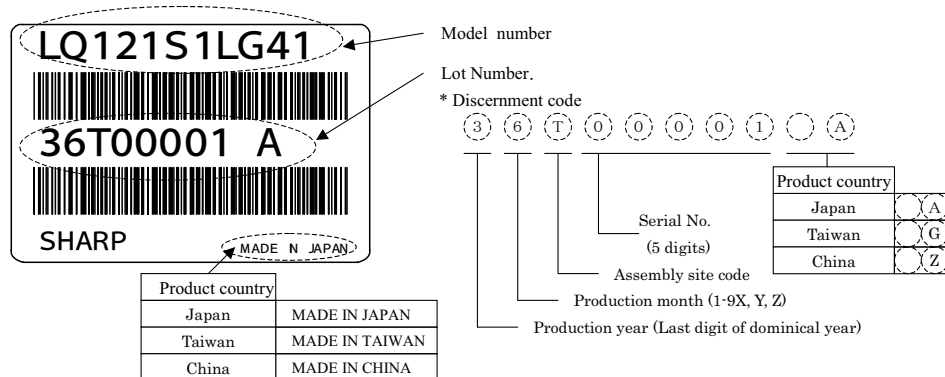 LQ121S1LG41
36T00001 A
SHARP
MADE IN JAPAN
Model number
Lot Number.
* Discernment code
3 6 T 0 0 0 0 1 A
Product country
Japan A
Taiwan G
China Z
Serial No.
(5 digits)
Assembly site code
Production month (1-9X, Y, Z)
Production year (Last digit of dominical year)
Product country
Japan MADE IN JAPAN
Taiwan MADE IN TAIWAN
China MADE IN CHINA